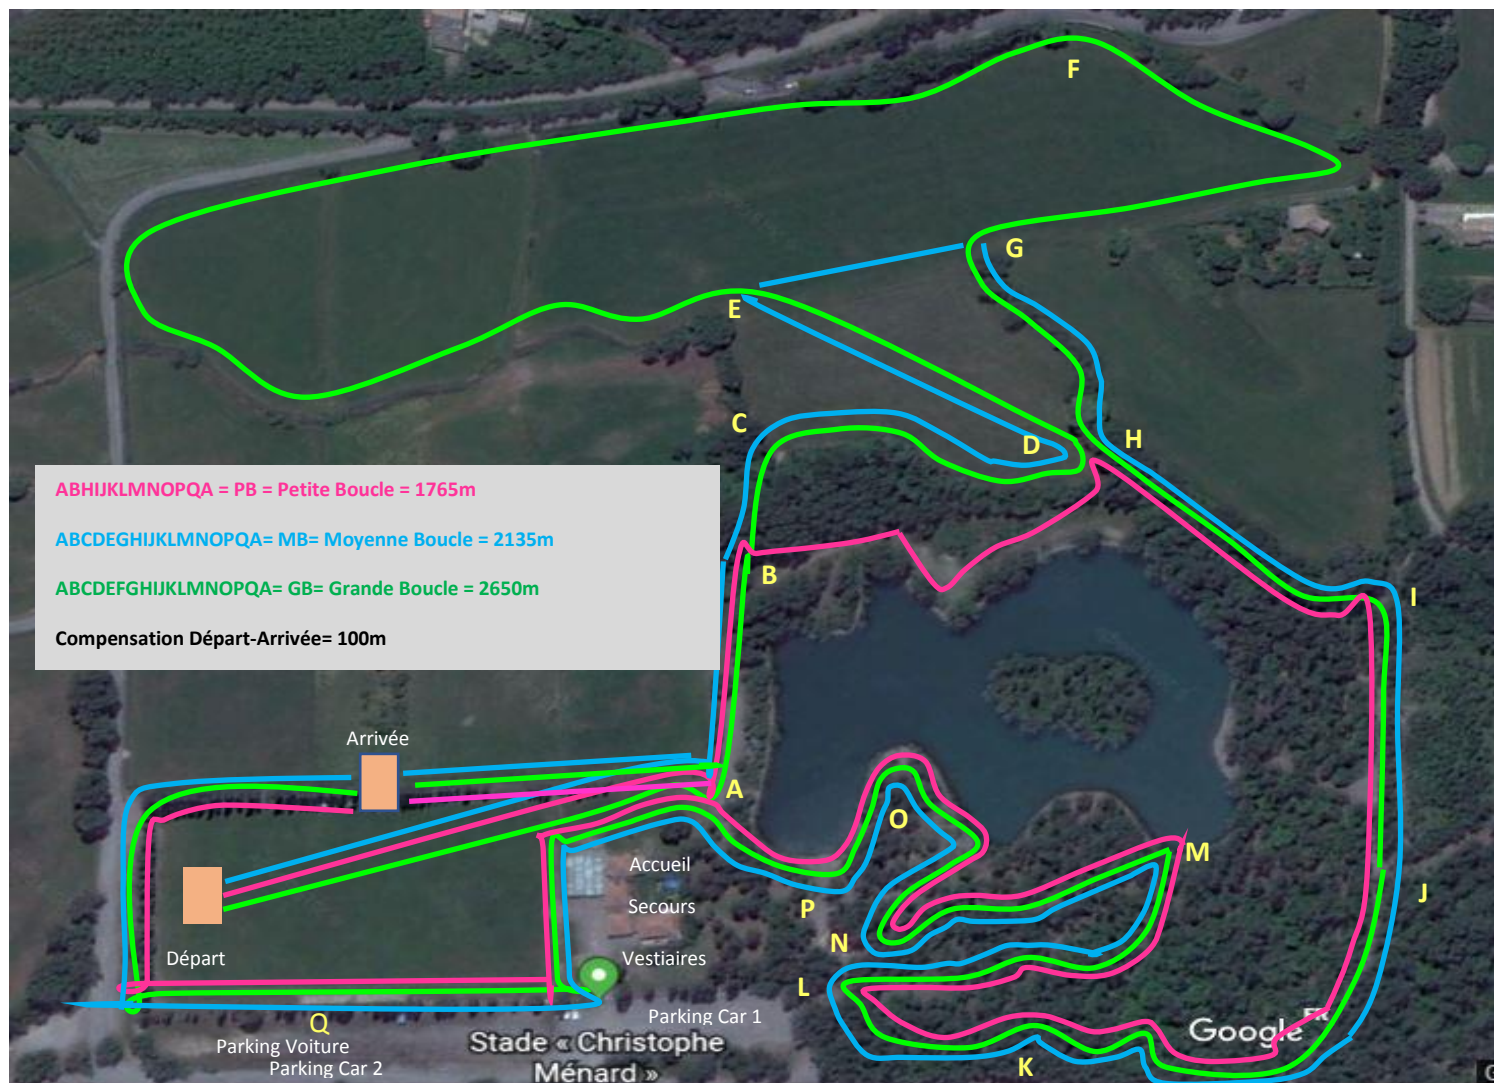 F
G
E
C
D
H
ABHIJKLMNOPQA = PB = Petite Boucle = 1765m
ABCDEGHIJKLMNOPQA= MB= Moyenne Boucle = 2135m
ABCDEFGHIJKLMNOPQA= GB= Grande Boucle = 2650m
Compensation Départ-Arrivée= 100m
B
I
Arrivée
A
O
M
Accueil
J
Secours
P
N
Départ
Vestiaires
L
Q
Parking Car 1
Parking Voiture
Parking Car 2
Stade « Christophe
Ménard »
Google
K